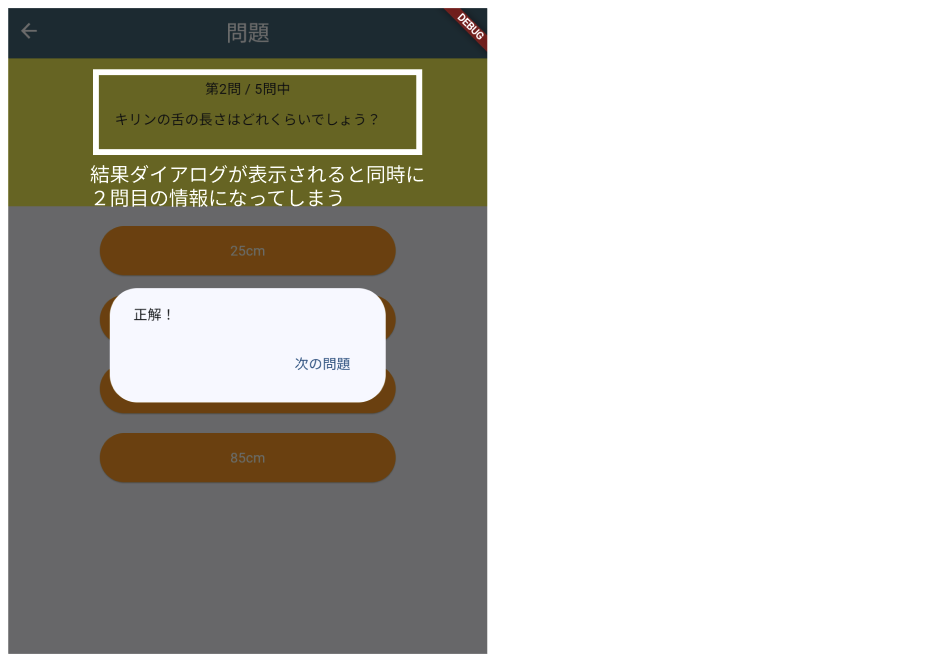 問題
DEBUG
第2問 / 5問中
キリンの舌の長さはどれくらいでしょう？
結果ダイアログが表示されると同時に
２問目の情報になってしまう
25cm
正解！
次の問題
85cm